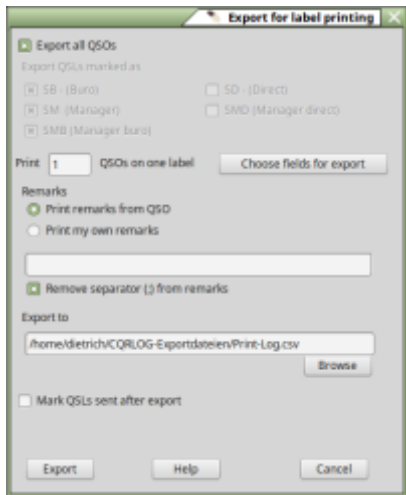 Export for label printing
Export all QSOs
Export QSLs marked as
SB - (Buro) SD - (Direct)
SM (Manager) SMD (Manager direct)
SMB (Manager buro)
Print 1 QSOs on one label Choose fields for export
Remarks
Print remarks from QSO
Print my own remarks
Remove separator (;) from remarks
Export to
/home/dietrich/CQRLOG-Exportdateien/Print-Log.csv
Browse
Mark QSLs sent after export
Export Help Cancel